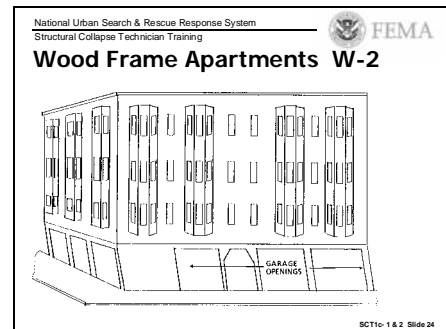 National Urban Search & Rescue Response System
Structural Collapse Technician Training
FEMA
Wood Frame Apartments W-2
GARAGE
OPENINGS
SCT1c- 1 & 2 Slide 24